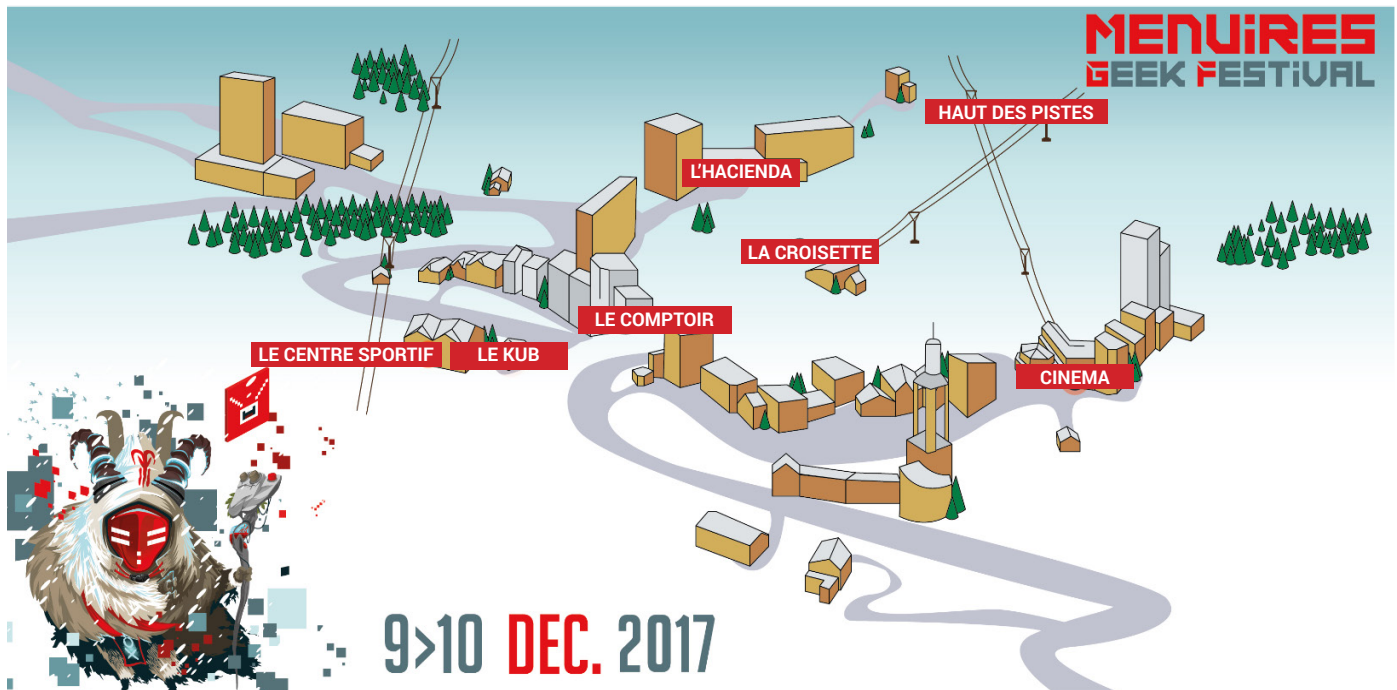 MENUiRES
GEEK FESTiVAL
HAUT DES PISTES
L'HACIENDA
LA CROISETTE
LE COMPTOIR
LE CENTRE SPORTIF
LE KUB
CINEMA
9>10 DEC. 2017